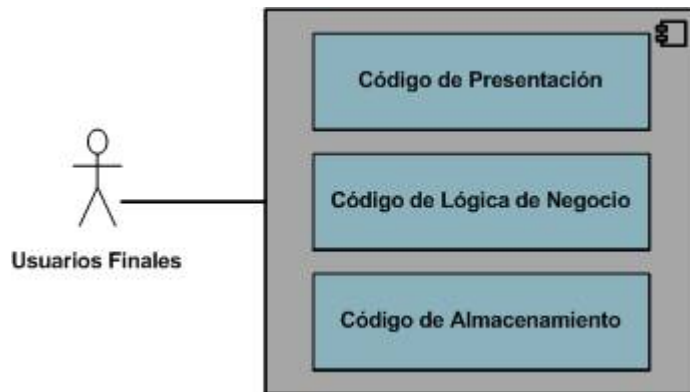 Código de Presentación
Código de Lógica de Negocio
Usuarios Finales
Código de Almacenamiento